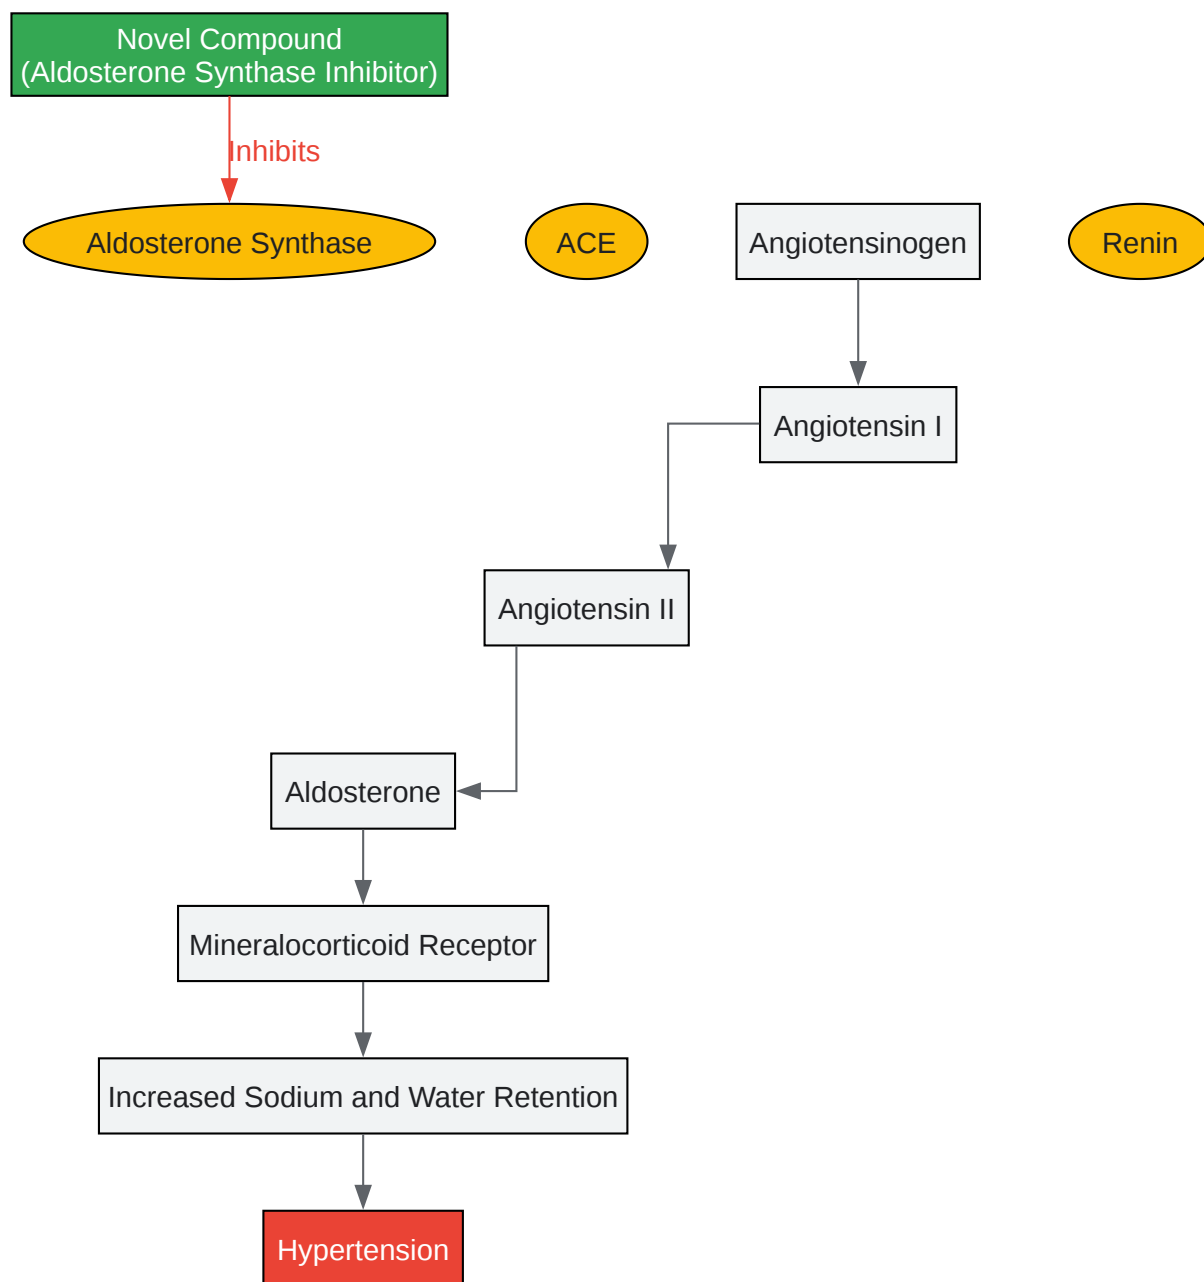 Novel Compound
(Aldosterone Synthase Inhibitor)
Inhibits
Aldosterone Synthase
ACE
Angiotensinogen
Renin
Angiotensin I
Angiotensin II
Aldosterone
Mineralocorticoid Receptor
Increased Sodium and Water Retention
Hypertension